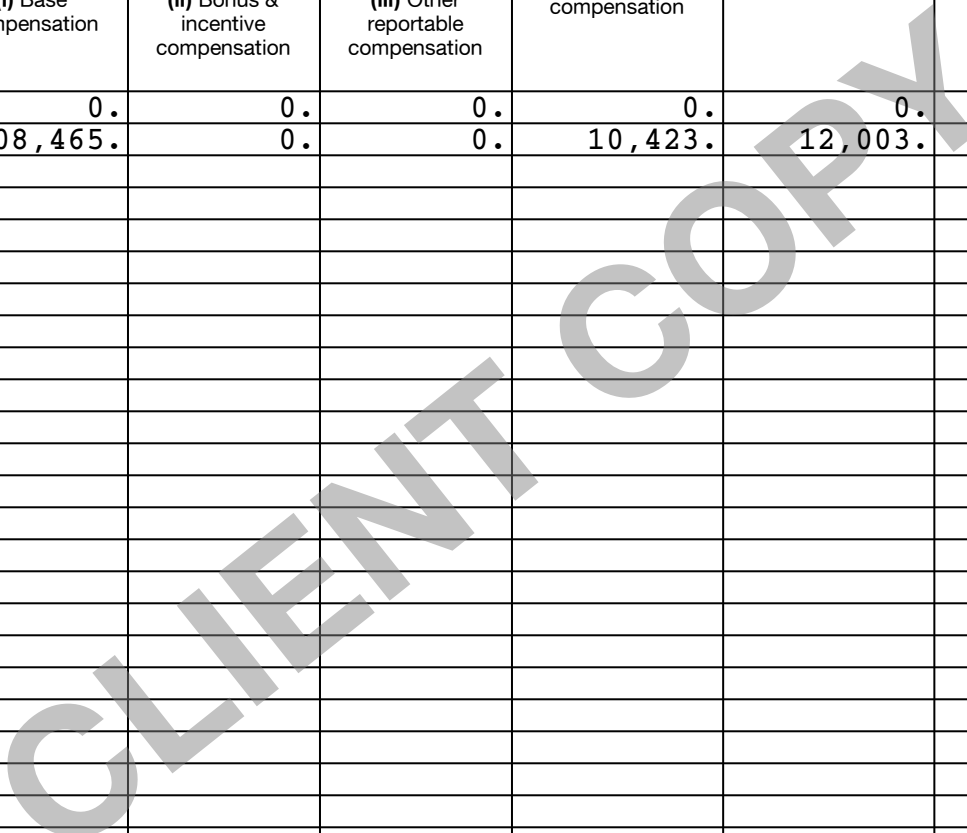 (i) Base
mpensation
(ii) Bonus &
incentive
compensation
(iii) Other
reportable
compensation
compensation
0. 0. 0. 0. 0.
08,465. 0. 0. 10,423. 12,003.
CLIENT COPY